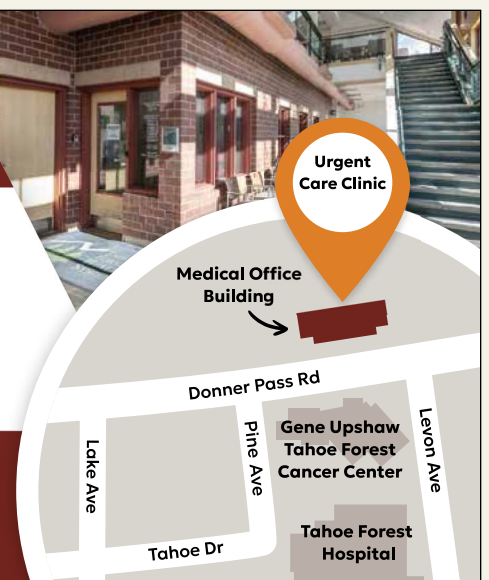 Urgent
Care Clinic
Medical Office
Building
Donner Pass Rd
Lake Ave
Pine Ave
Gene Upshaw
Tahoe Forest
Cancer Center
Levon Ave
Tahoe Dr
Tahoe Forest
Hospital